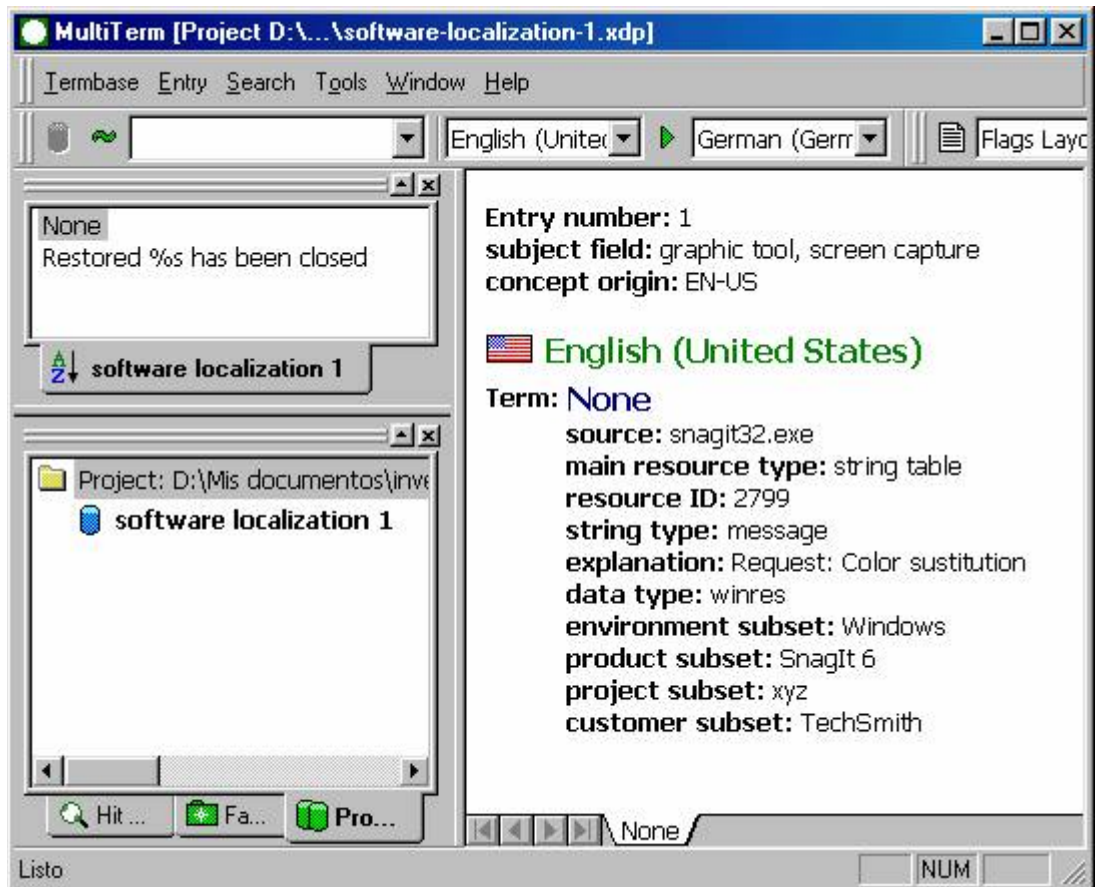 MultiTerm [Project D:\...\software-localization-1.xdp]
Termbase Entry Search Tools Window Help
English (United German (Germ Flags Layo
None
Restored %s has been closed
software localization 1
Project: D:\Mis documentos\inve
software localization 1
Hit ... Fa... Pro...
Entry number: 1
subject field: graphic tool, screen capture
concept origin: EN-US
English (United States)
Term: None
source: snagit32.exe
main resource type: string table
resource ID: 2799
string type: message
explanation: Request: Color sustitution
data type: winres
environment subset: Windows
product subset: SnagIt 6
project subset: xyz
customer subset: TechSmith
None
Listo NUM